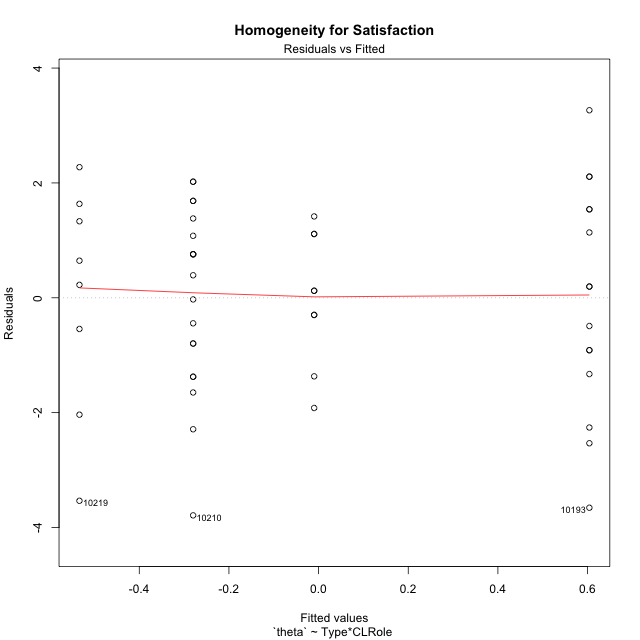 Homogeneity for Satisfaction
Residuals vs Fitted
4
2
0
-2
-4
Residuals
10219
10210
10193
-0.4 -0.2 0.0 0.2 0.4 0.6
Fitted values
`theta` ~ Type*CLRole